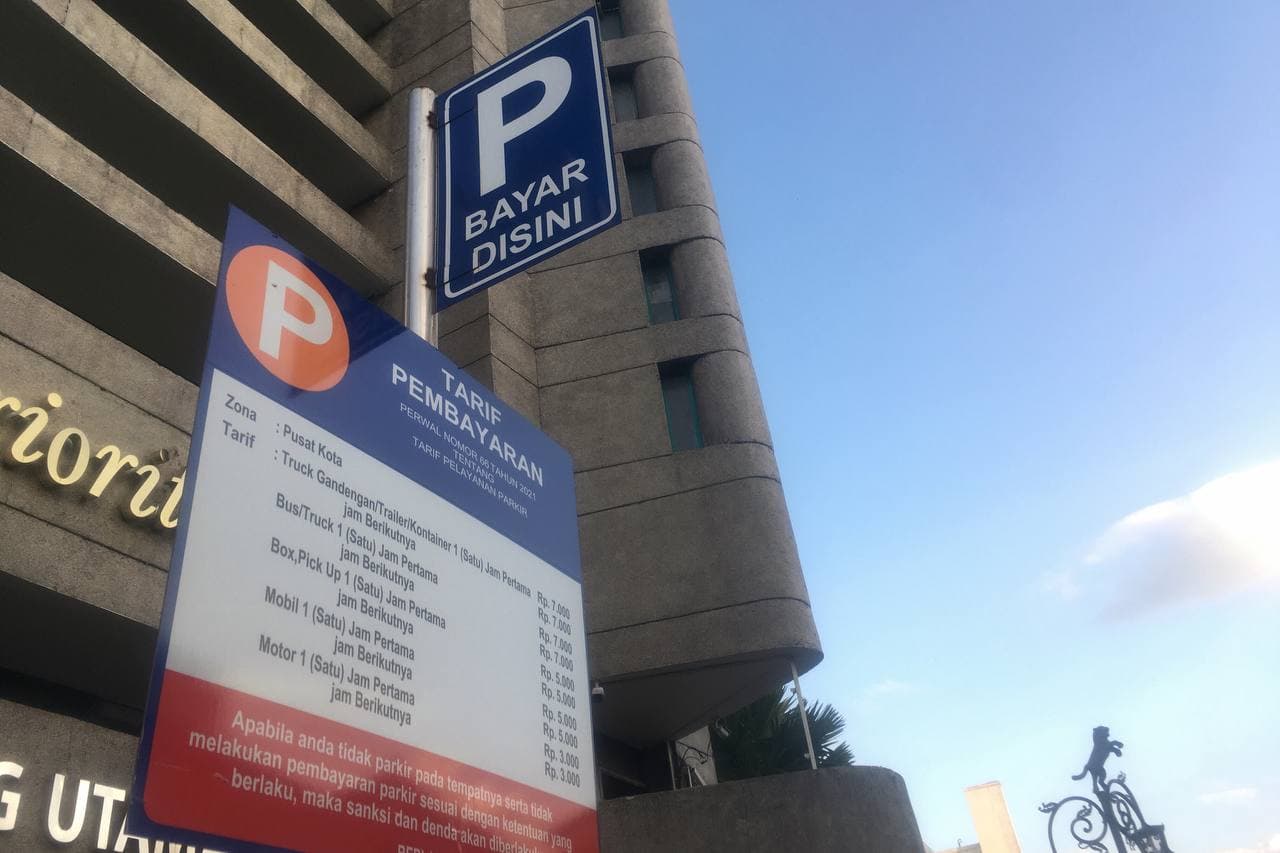 P
BAYAR
DISINI
P
TARIF
PEMBAYARAN
PERWAL NOMOR 66 TAHUN 2021
TENTANG
TARIF PELAYANAN PARKIR
Zona : Pusat Kota
Tarif : Truck Gandengan/Trailer/Kontainer 1 (Satu) Jam Pertama Rp. 7.000
jam Berikutnya Rp. 7.000
Bus/Truck 1 (Satu) Jam Pertama Rp. 7.000
jam Berikutnya Rp. 7.000
Box,Pick Up 1 (Satu) Jam Pertama Rp. 5.000
jam Berikutnya Rp. 5.000
Mobil 1 (Satu) Jam Pertama Rp. 5.000
jam Berikutnya Rp. 5.000
Motor 1 (Satu) Jam Pertama Rp. 3.000
jam Berikutnya Rp. 3.000
Apabila anda tidak parkir pada tempatnya serta tidak
melakukan pembayaran parkir sesuai dengan ketentuan yang
berlaku, maka sanksi dan denda akan
riorit
G UTAM